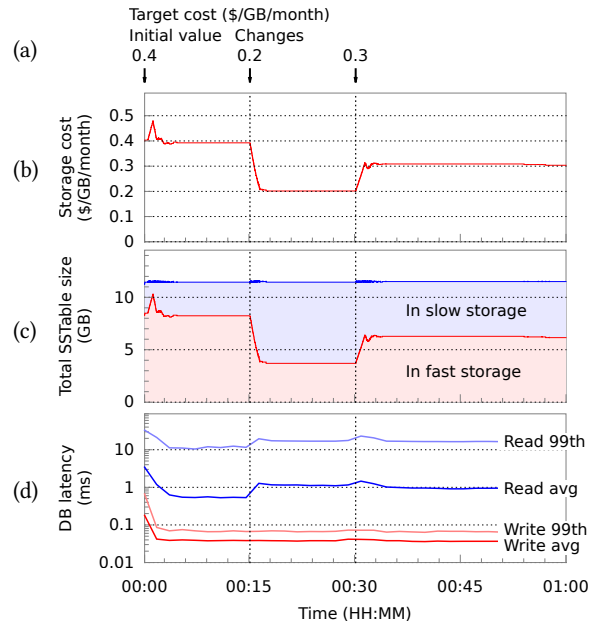 Target cost ($/GB/month)
Initial value Changes
(a)
0.4 0.2 0.3
(b)
Storage cost
($/GB/month)
0.5
0.4
0.3
0.2
0.1
0
(c)
Total SSTable size
(GB)
10
5
0
In slow storage
In fast storage
(d)
DB latency
(ms)
10
1
0.1
0.01
Read 99th
Read avg
Write 99th
Write avg
00:00 00:15 00:30 00:45 01:00
Time (HH:MM)